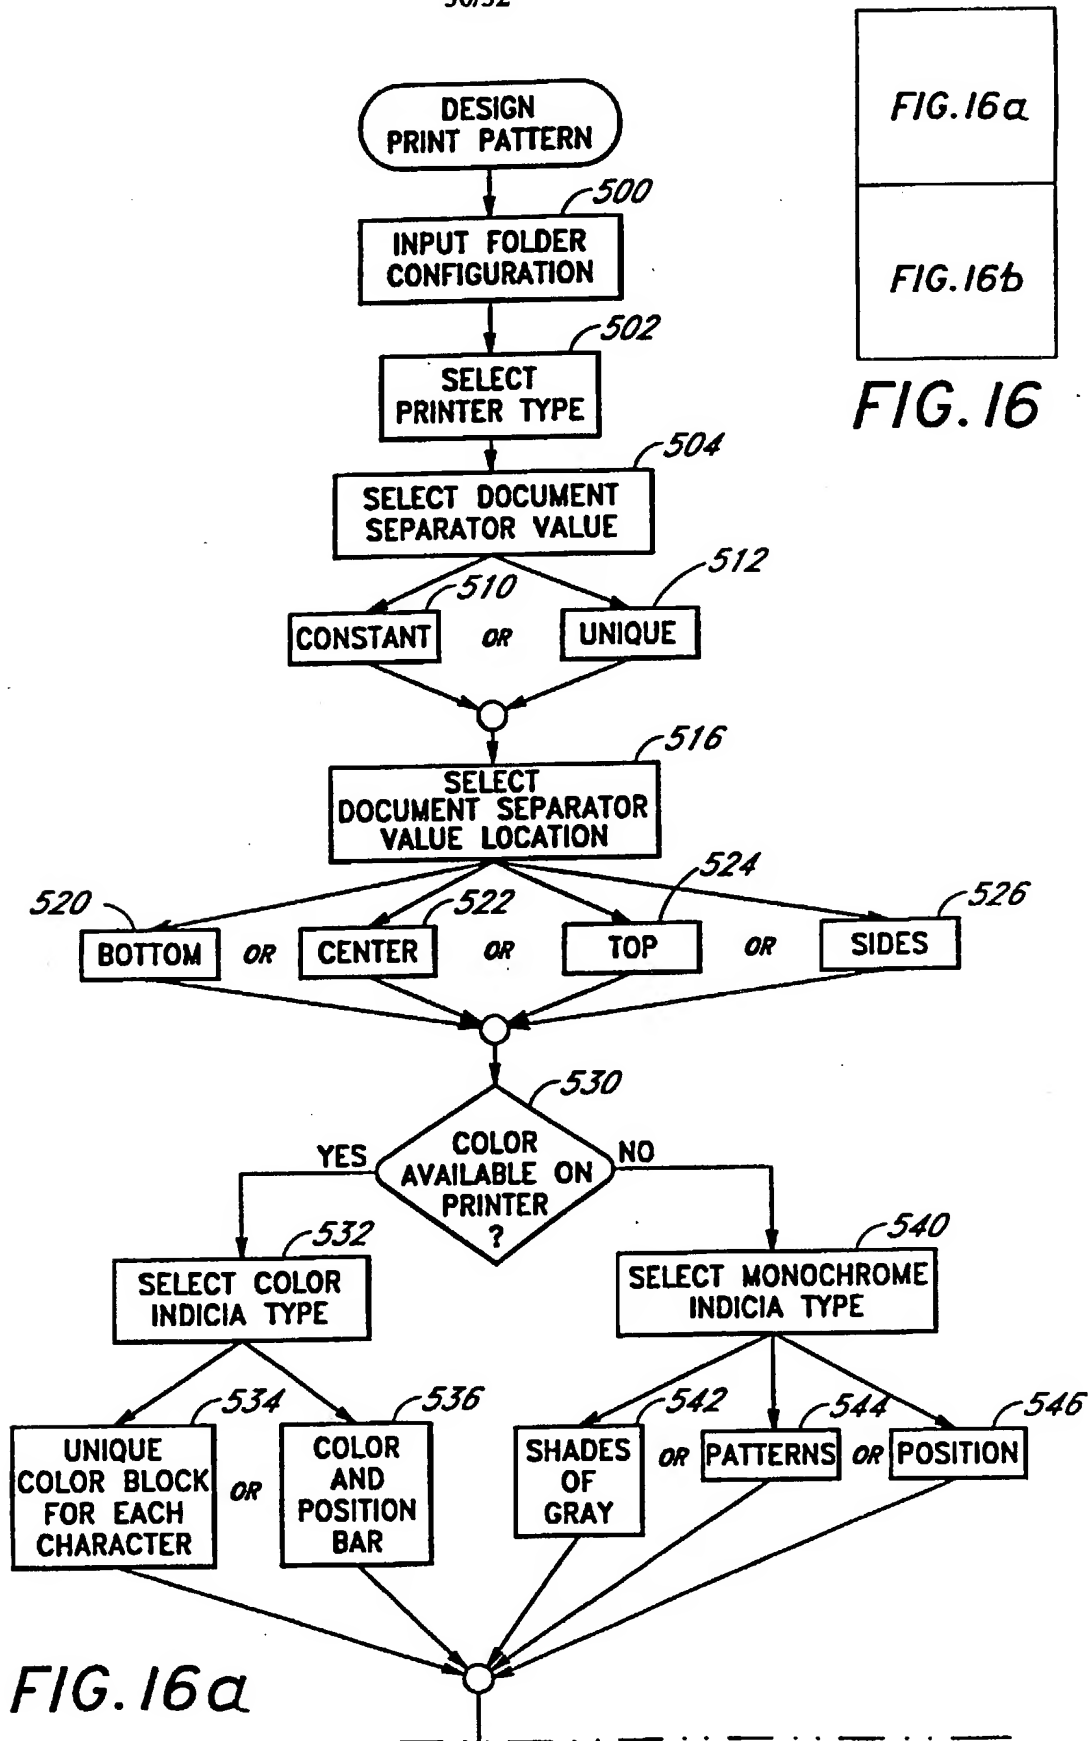 DESIGN
PRINT PATTERN
500
INPUT FOLDER
CONFIGURATION
502
SELECT
PRINTER TYPE
504
SELECT DOCUMENT
SEPARATOR VALUE
510
512
CONSTANT OR UNIQUE
516
SELECT
DOCUMENT SEPARATOR
VALUE LOCATION
520 522 524 526
BOTTOM OR CENTER OR TOP OR SIDES
530
COLOR
AVAILABLE ON
PRINTER
?
YES
NO
532
SELECT COLOR
INDICIA TYPE
540
SELECT MONOCHROME
INDICIA TYPE
534
UNIQUE
COLOR BLOCK
FOR EACH
CHARACTER
OR
536
COLOR
AND
POSITION
BAR
542
SHADES
OF
GRAY
OR
544
PATTERNS
OR
546
POSITION
FIG. 16a
FIG. 16a
FIG. 16b
FIG. 16